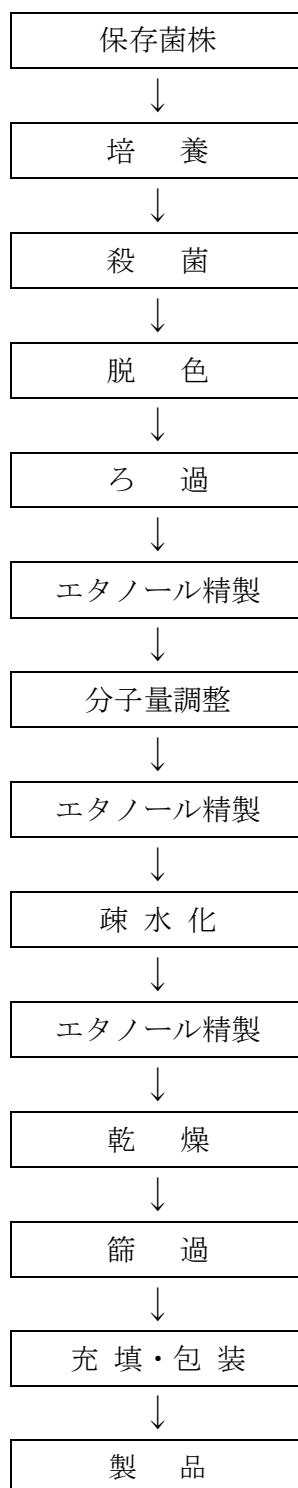 保存菌株
↓
培　養
↓
殺　菌
↓
脱　色
↓
ろ　過
↓
エタノール精製
↓
分子量調整
↓
エタノール精製
↓
疎 水 化
↓
エタノール精製
↓
乾　燥
↓
篩　過
↓
充 填・包 装
↓
製　品